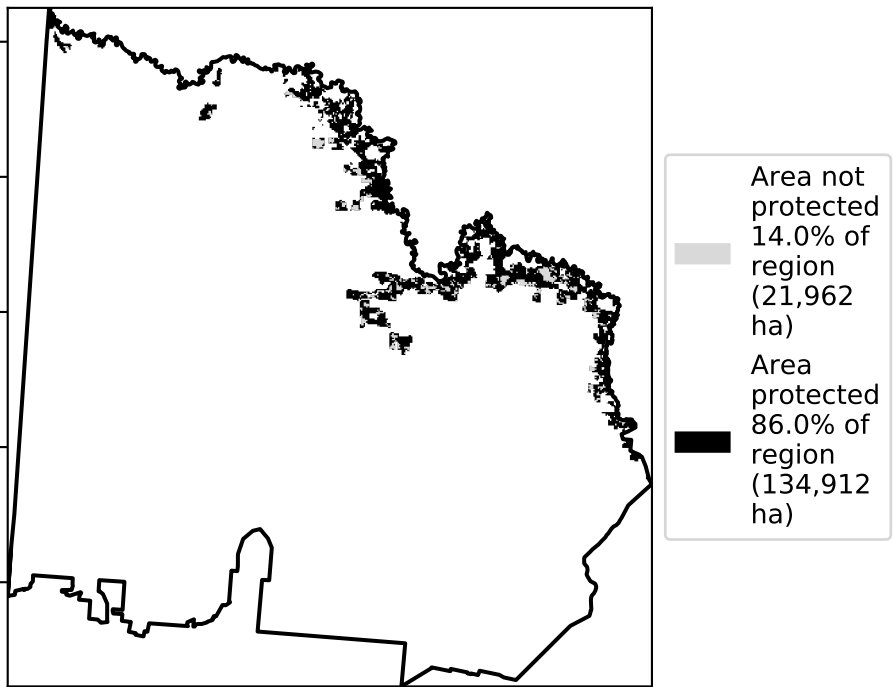 Area not
protected
14.0% of
region
(21,962
ha)
Area
protected
86.0% of
region
(134,912
ha)